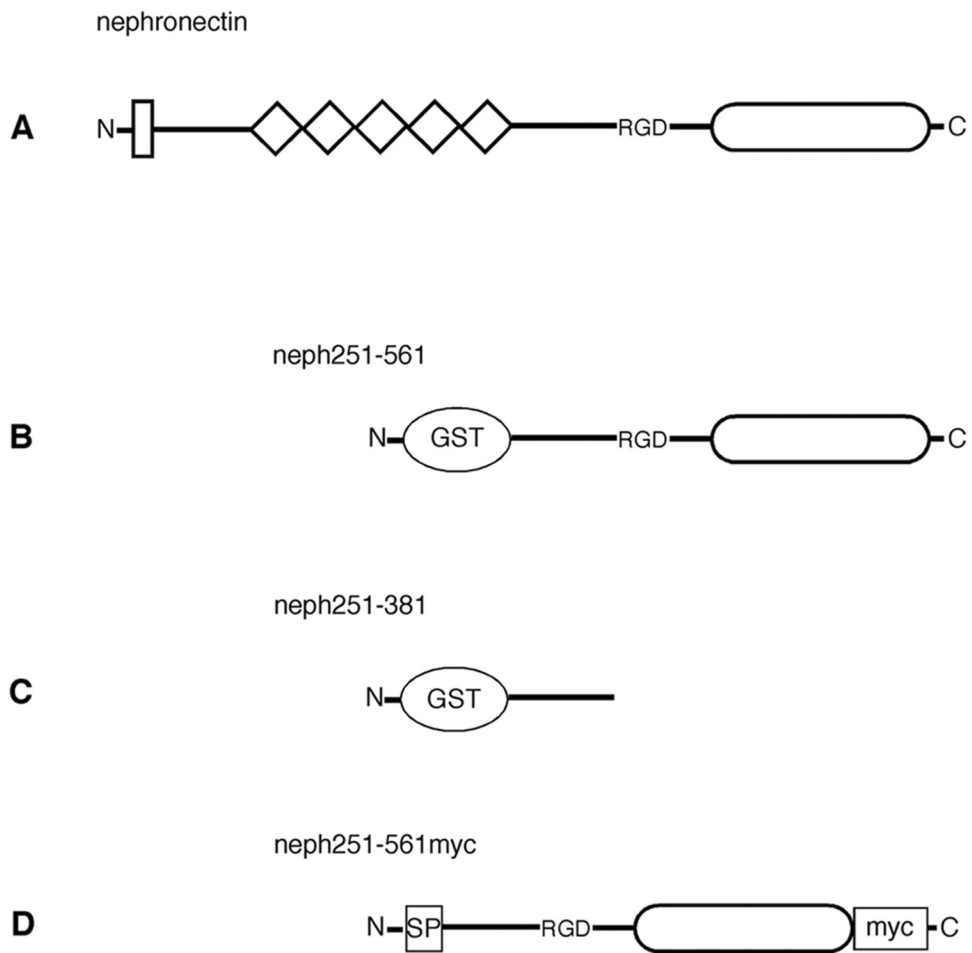 nephronectin
A N RGD C
neph251-561
B N GST RGD C
neph251-381
C N GST
neph251-561myc
D N SP RGD myc C